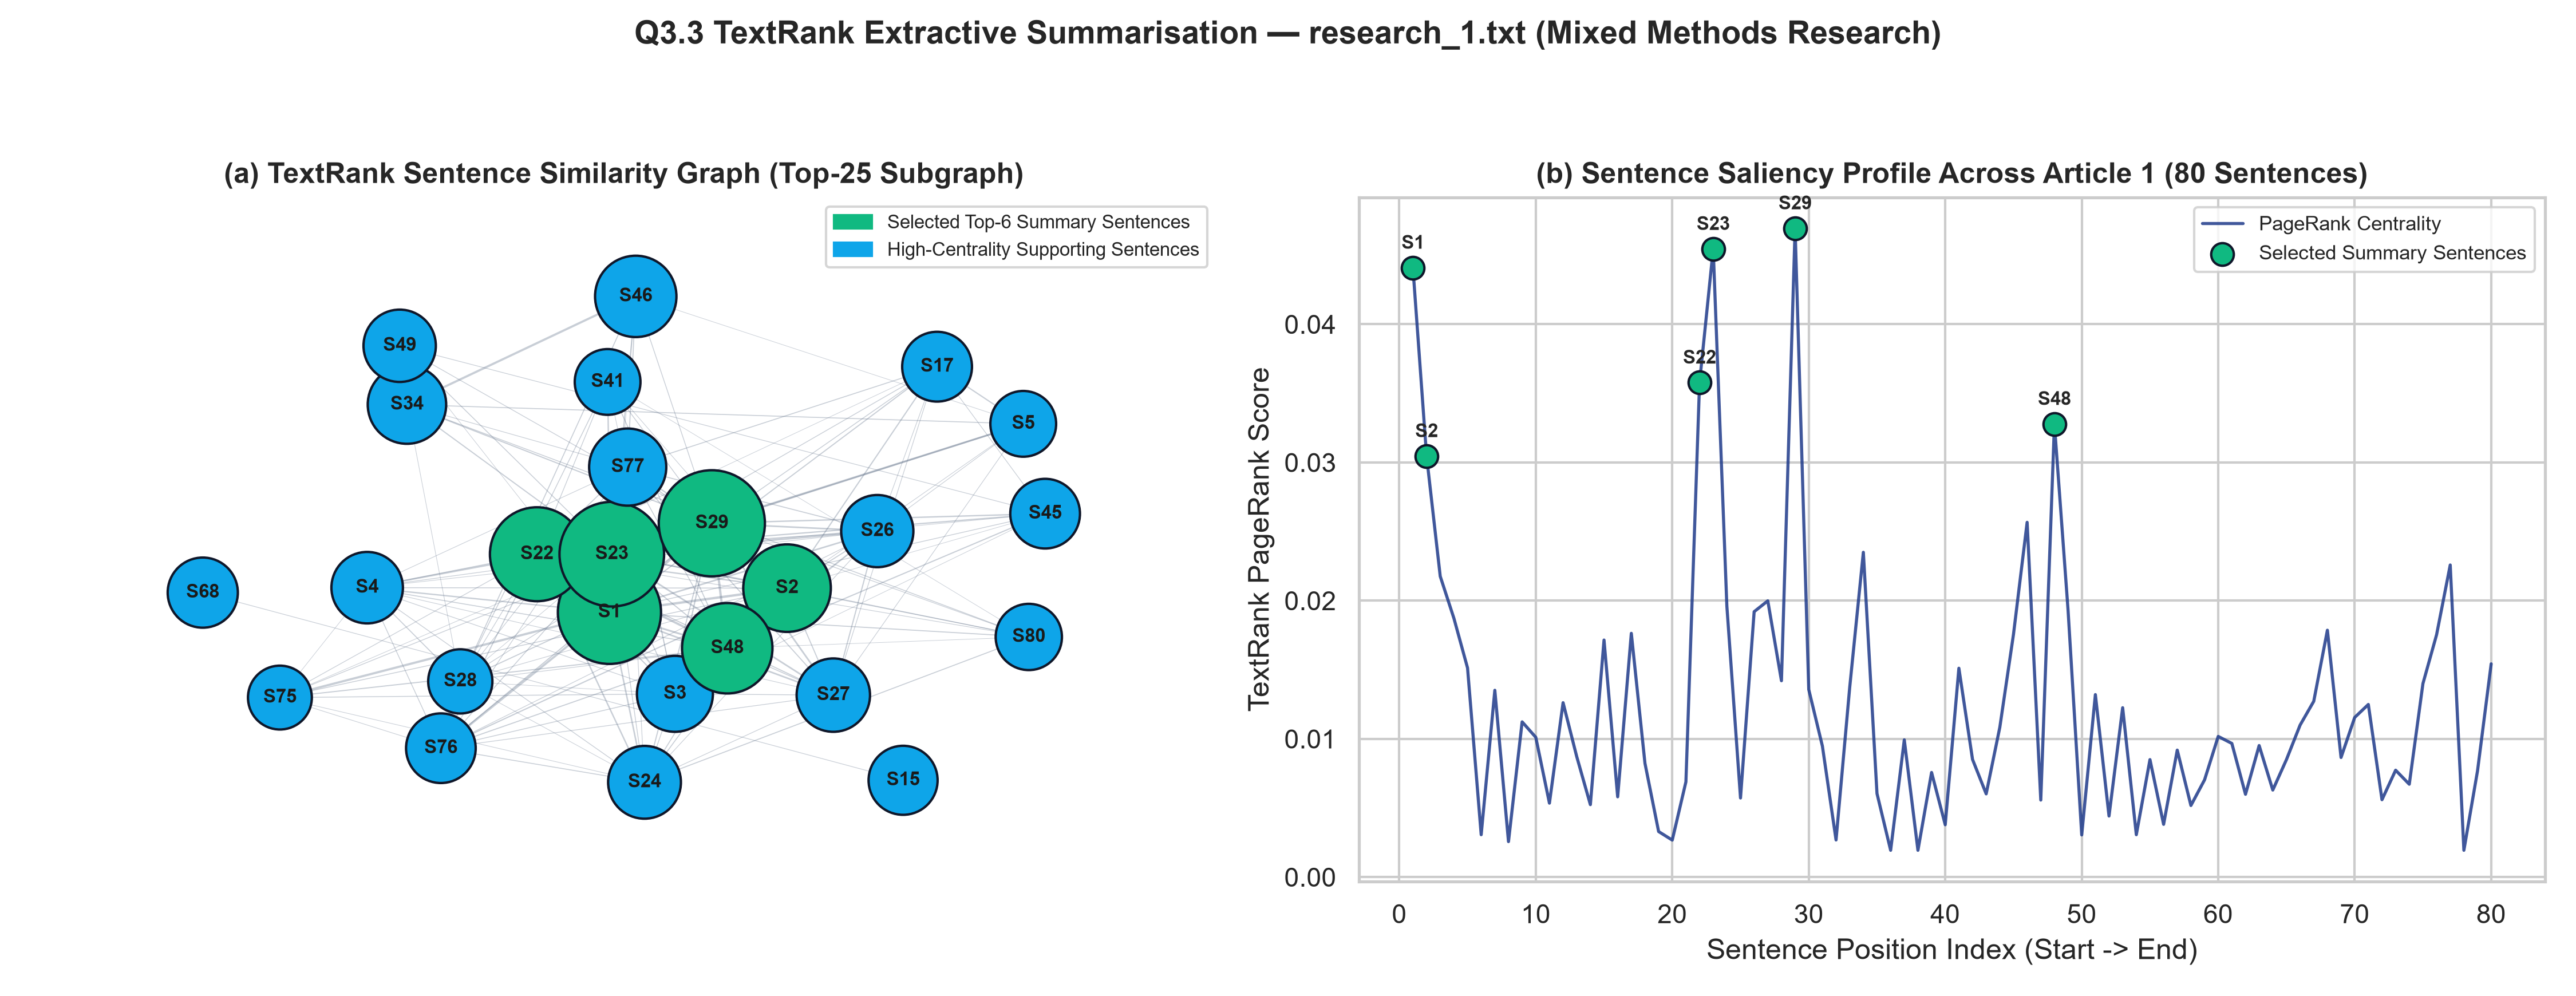 Q3.3 TextRank Extractive Summarisation — research_1.txt (Mixed Methods Research)
(a) TextRank Sentence Similarity Graph (Top-25 Subgraph)
Selected Top-6 Summary Sentences
High-Centrality Supporting Sentences
S46
S49
S17
S41
S34
S5
S77
S29
S45
S26
S22
S23
S4
S2
S68
S1
S80
S48
S28
S3
S27
S75
S76
S24
S15
(b) Sentence Saliency Profile Across Article 1 (80 Sentences)
PageRank Centrality
Selected Summary Sentences
S29
S23
S1
S22
S48
S2
TextRank PageRank Score
0.04
0.03
0.02
0.01
0.00
0 10 20 30 40 50 60 70 80
Sentence Position Index (Start -> End)